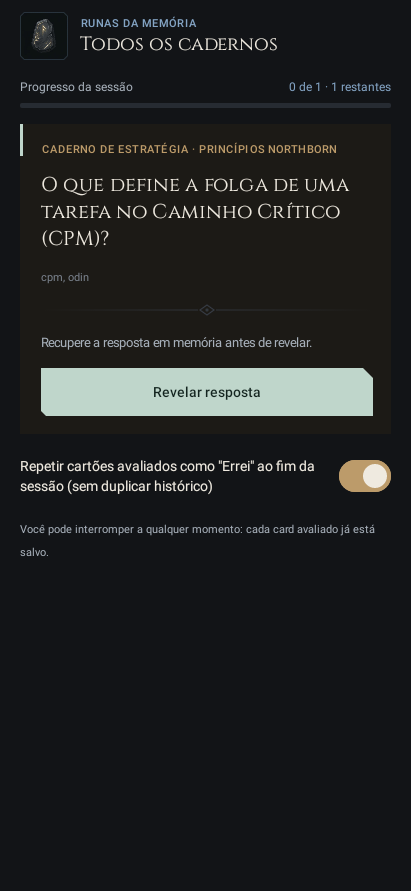 RUNAS DA MEMÓRIA
Todos os cadernos
Progresso da sessão
0 de 1 · 1 restantes
CADERNO DE ESTRATÉGIA · PRINCÍPIOS NORTHBORN
O que define a folga de uma
tarefa no Caminho Crítico
(CPM)?
cpm, odin
Recupere a resposta em memória antes de revelar.
Revelar resposta
Repetir cartões avaliados como "Errei" ao fim da
sessão (sem duplicar histórico)
Você pode interromper a qualquer momento: cada card avaliado já está
salvo.